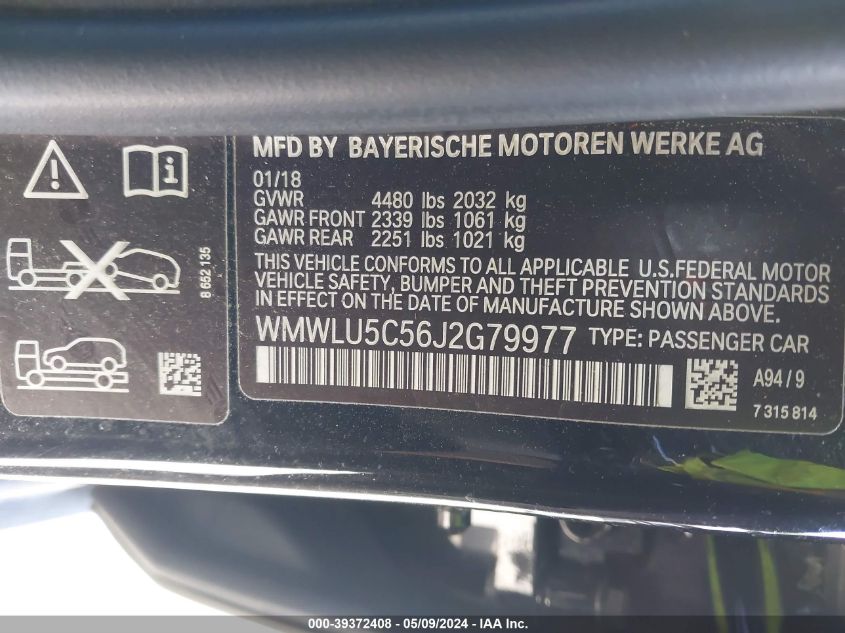 MFD BY BAYERISCHE MOTOREN WERKE AG
01/18
GVWR 4480 lbs 2032 kg
GAWR FRONT 2339 lbs 1061 kg
GAWR REAR 2251 lbs 1021 kg
THIS VEHICLE CONFORMS TO ALL APPLICABLE U.S.FEDERAL MOTOR
VEHICLE SAFETY, BUMPER AND THEFT PREVENTION STANDARDS
IN EFFECT ON THE DATE OF MANUFACTURE SHOWN ABOVE.
WMWLU5C56J2G79977 TYPE: PASSENGER CAR
A94/9
7 315 814
8 652 135
000-39372408 - 05/09/2024 - IAA Inc.